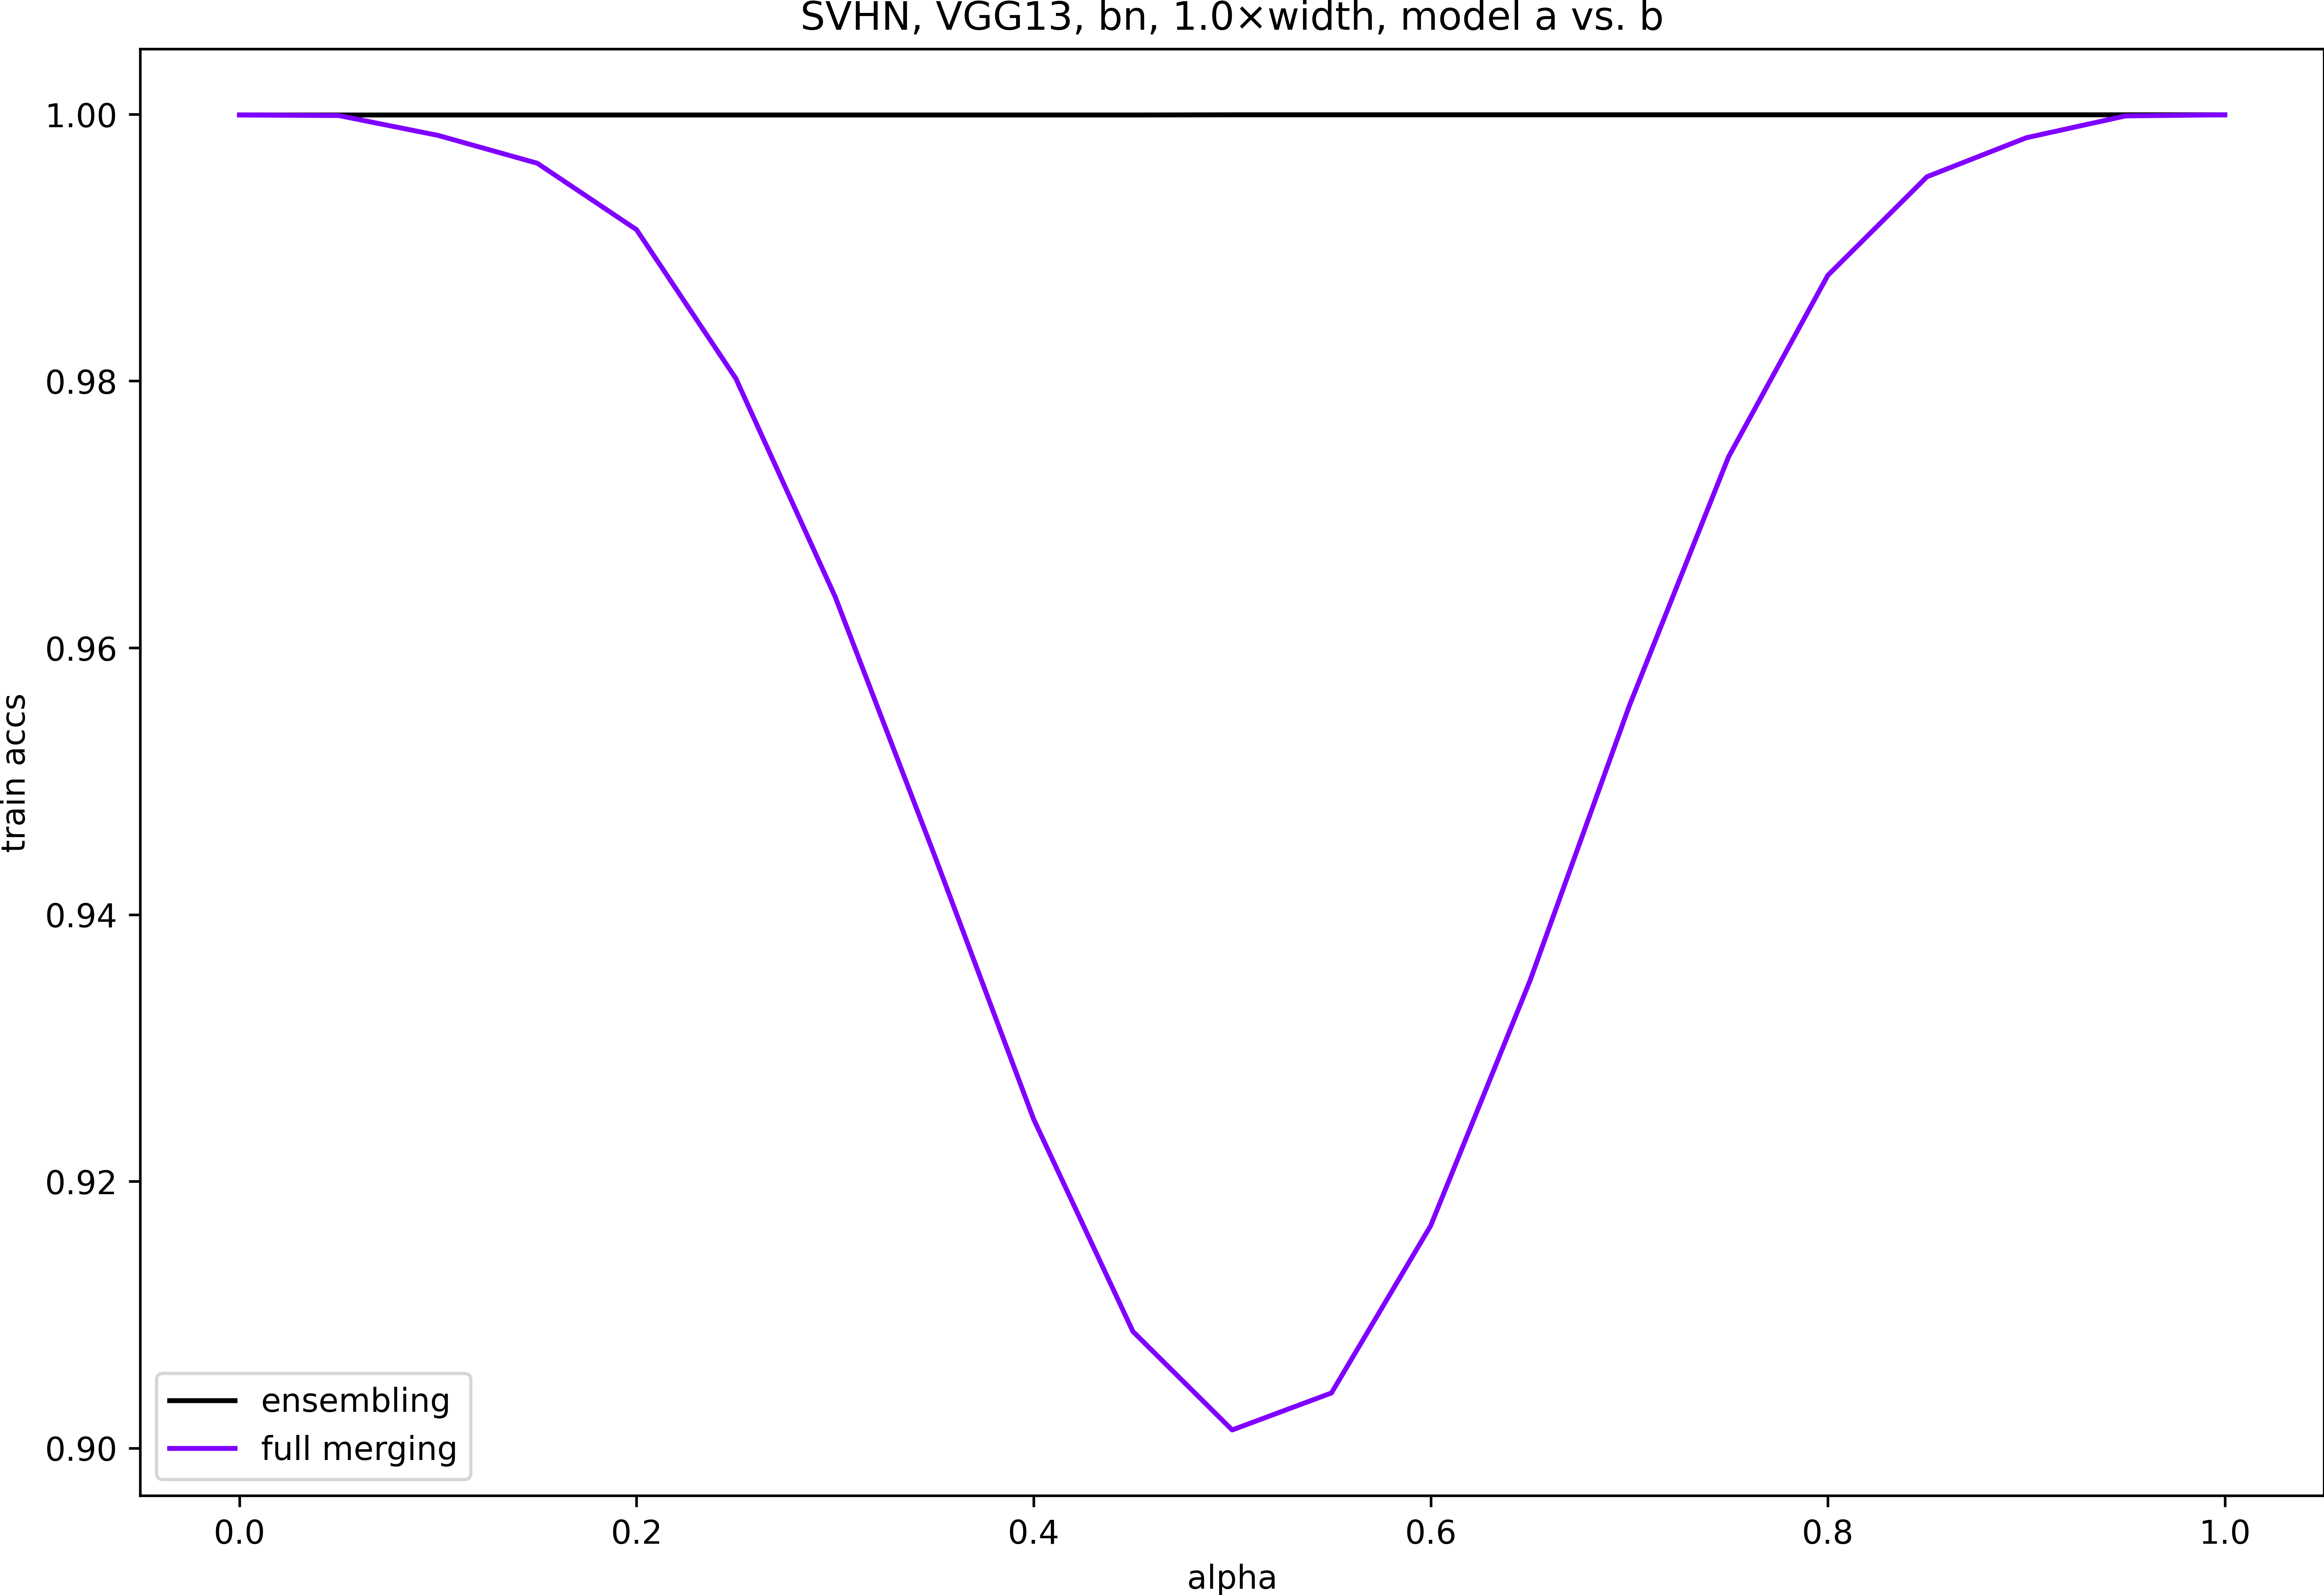 SVHN, VGG13, bn, 1.0×width, model a vs. b
1.00
0.98
0.96
0.94
0.92
0.90
train accs
ensembling
full merging
0.0 0.2 0.4 0.6 0.8 1.0
alpha